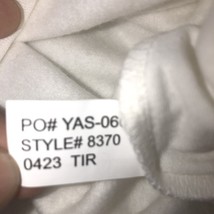 PO# YAS-06
STYLE# 8370
0423 TIR